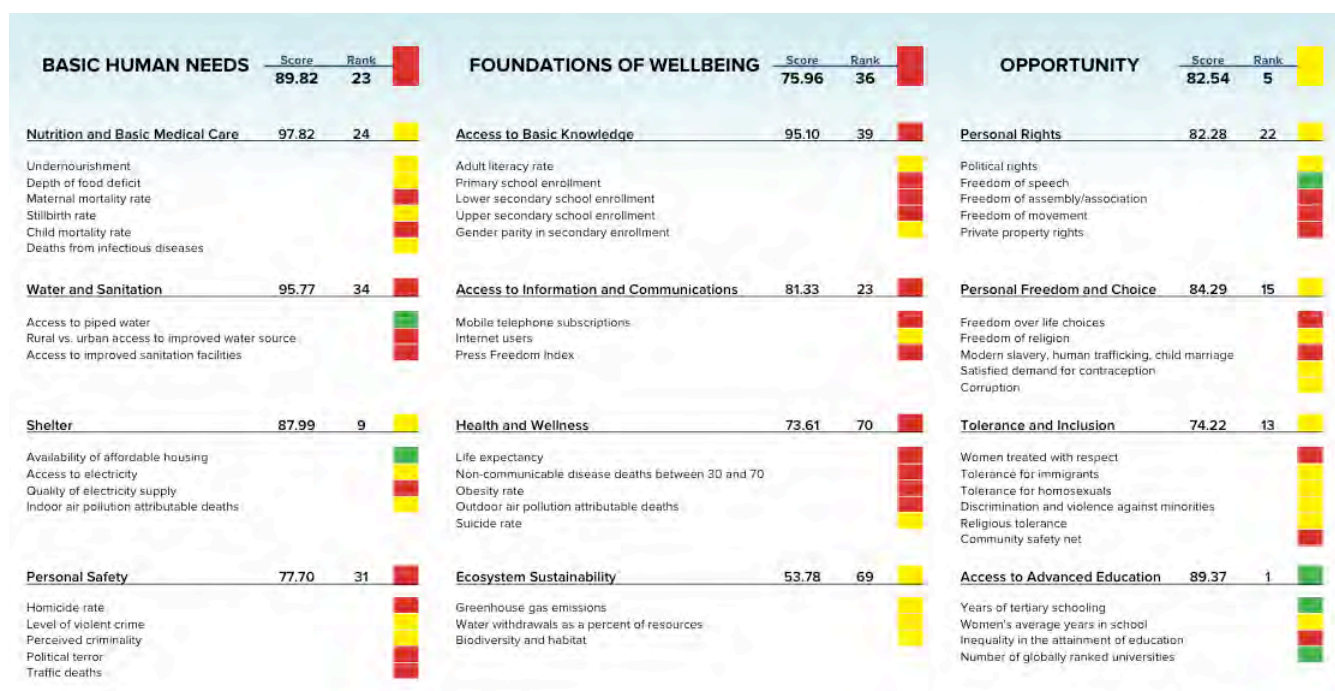 BASIC HUMAN NEEDS Score Rank
89.82 23
Nutrition and Basic Medical Care 97.82 24
Undernourishment
Depth of food deficit
Maternal mortality rate
Stillbirth rate
Child mortality rate
Deaths from infectious diseases
Water and Sanitation 95.77 34
Access to piped water
Rural vs. urban access to improved water source
Access to improved sanitation facilities
Shelter 87.99 9
Availability of affordable housing
Access to electricity
Quality of electricity supply
Indoor air pollution attributable deaths
Personal Safety 77.70 31
Homicide rate
Level of violent crime
Perceived criminality
Political terror
Traffic deaths
FOUNDATIONS OF WELLBEING Score Rank
75.96 36
Access to Basic Knowledge 95.10 39
Adult literacy rate
Primary school enrollment
Lower secondary school enrollment
Upper secondary school enrollment
Gender parity in secondary enrollment
Access to Information and Communications 81.33 23
Mobile telephone subscriptions
Internet users
Press Freedom Index
Health and Wellness 73.61 70
Life expectancy
Non-communicable disease deaths between 30 and 70
Obesity rate
Outdoor air pollution attributable deaths
Suicide rate
Ecosystem Sustainability 53.78 69
Greenhouse gas emissions
Water withdrawals as a percent of resources
Biodiversity and habitat
OPPORTUNITY Score Rank
82.54 5
Personal Rights 82.28 22
Political rights
Freedom of speech
Freedom of assembly/association
Freedom of movement
Private property rights
Personal Freedom and Choice 84.29 15
Freedom over life choices
Freedom of religion
Modern slavery, human trafficking, child marriage
Satisfied demand for contraception
Corruption
Tolerance and Inclusion 74.22 13
Women treated with respect
Tolerance for immigrants
Tolerance for homosexuals
Discrimination and violence against minorities
Religious tolerance
Community safety net
Access to Advanced Education 89.37 1
Years of tertiary schooling
Women's average years in school
Inequality in the attainment of education
Number of globally ranked universities